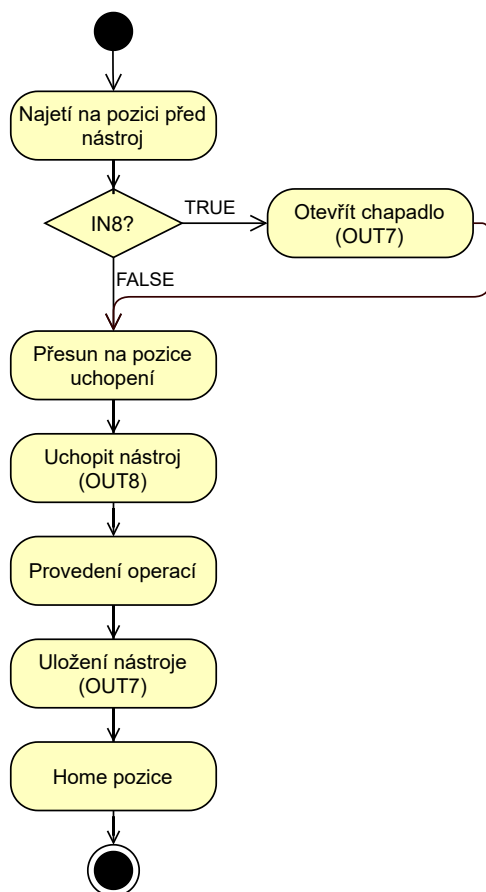 Najetí na pozici před
nástroj
IN8?
TRUE
Otevřít chapadlo
(OUT7)
FALSE
Přesun na pozice
uchopení
Uchopit nástroj
(OUT8)
Provedení operací
Uložení nástroje
(OUT7)
Home pozice